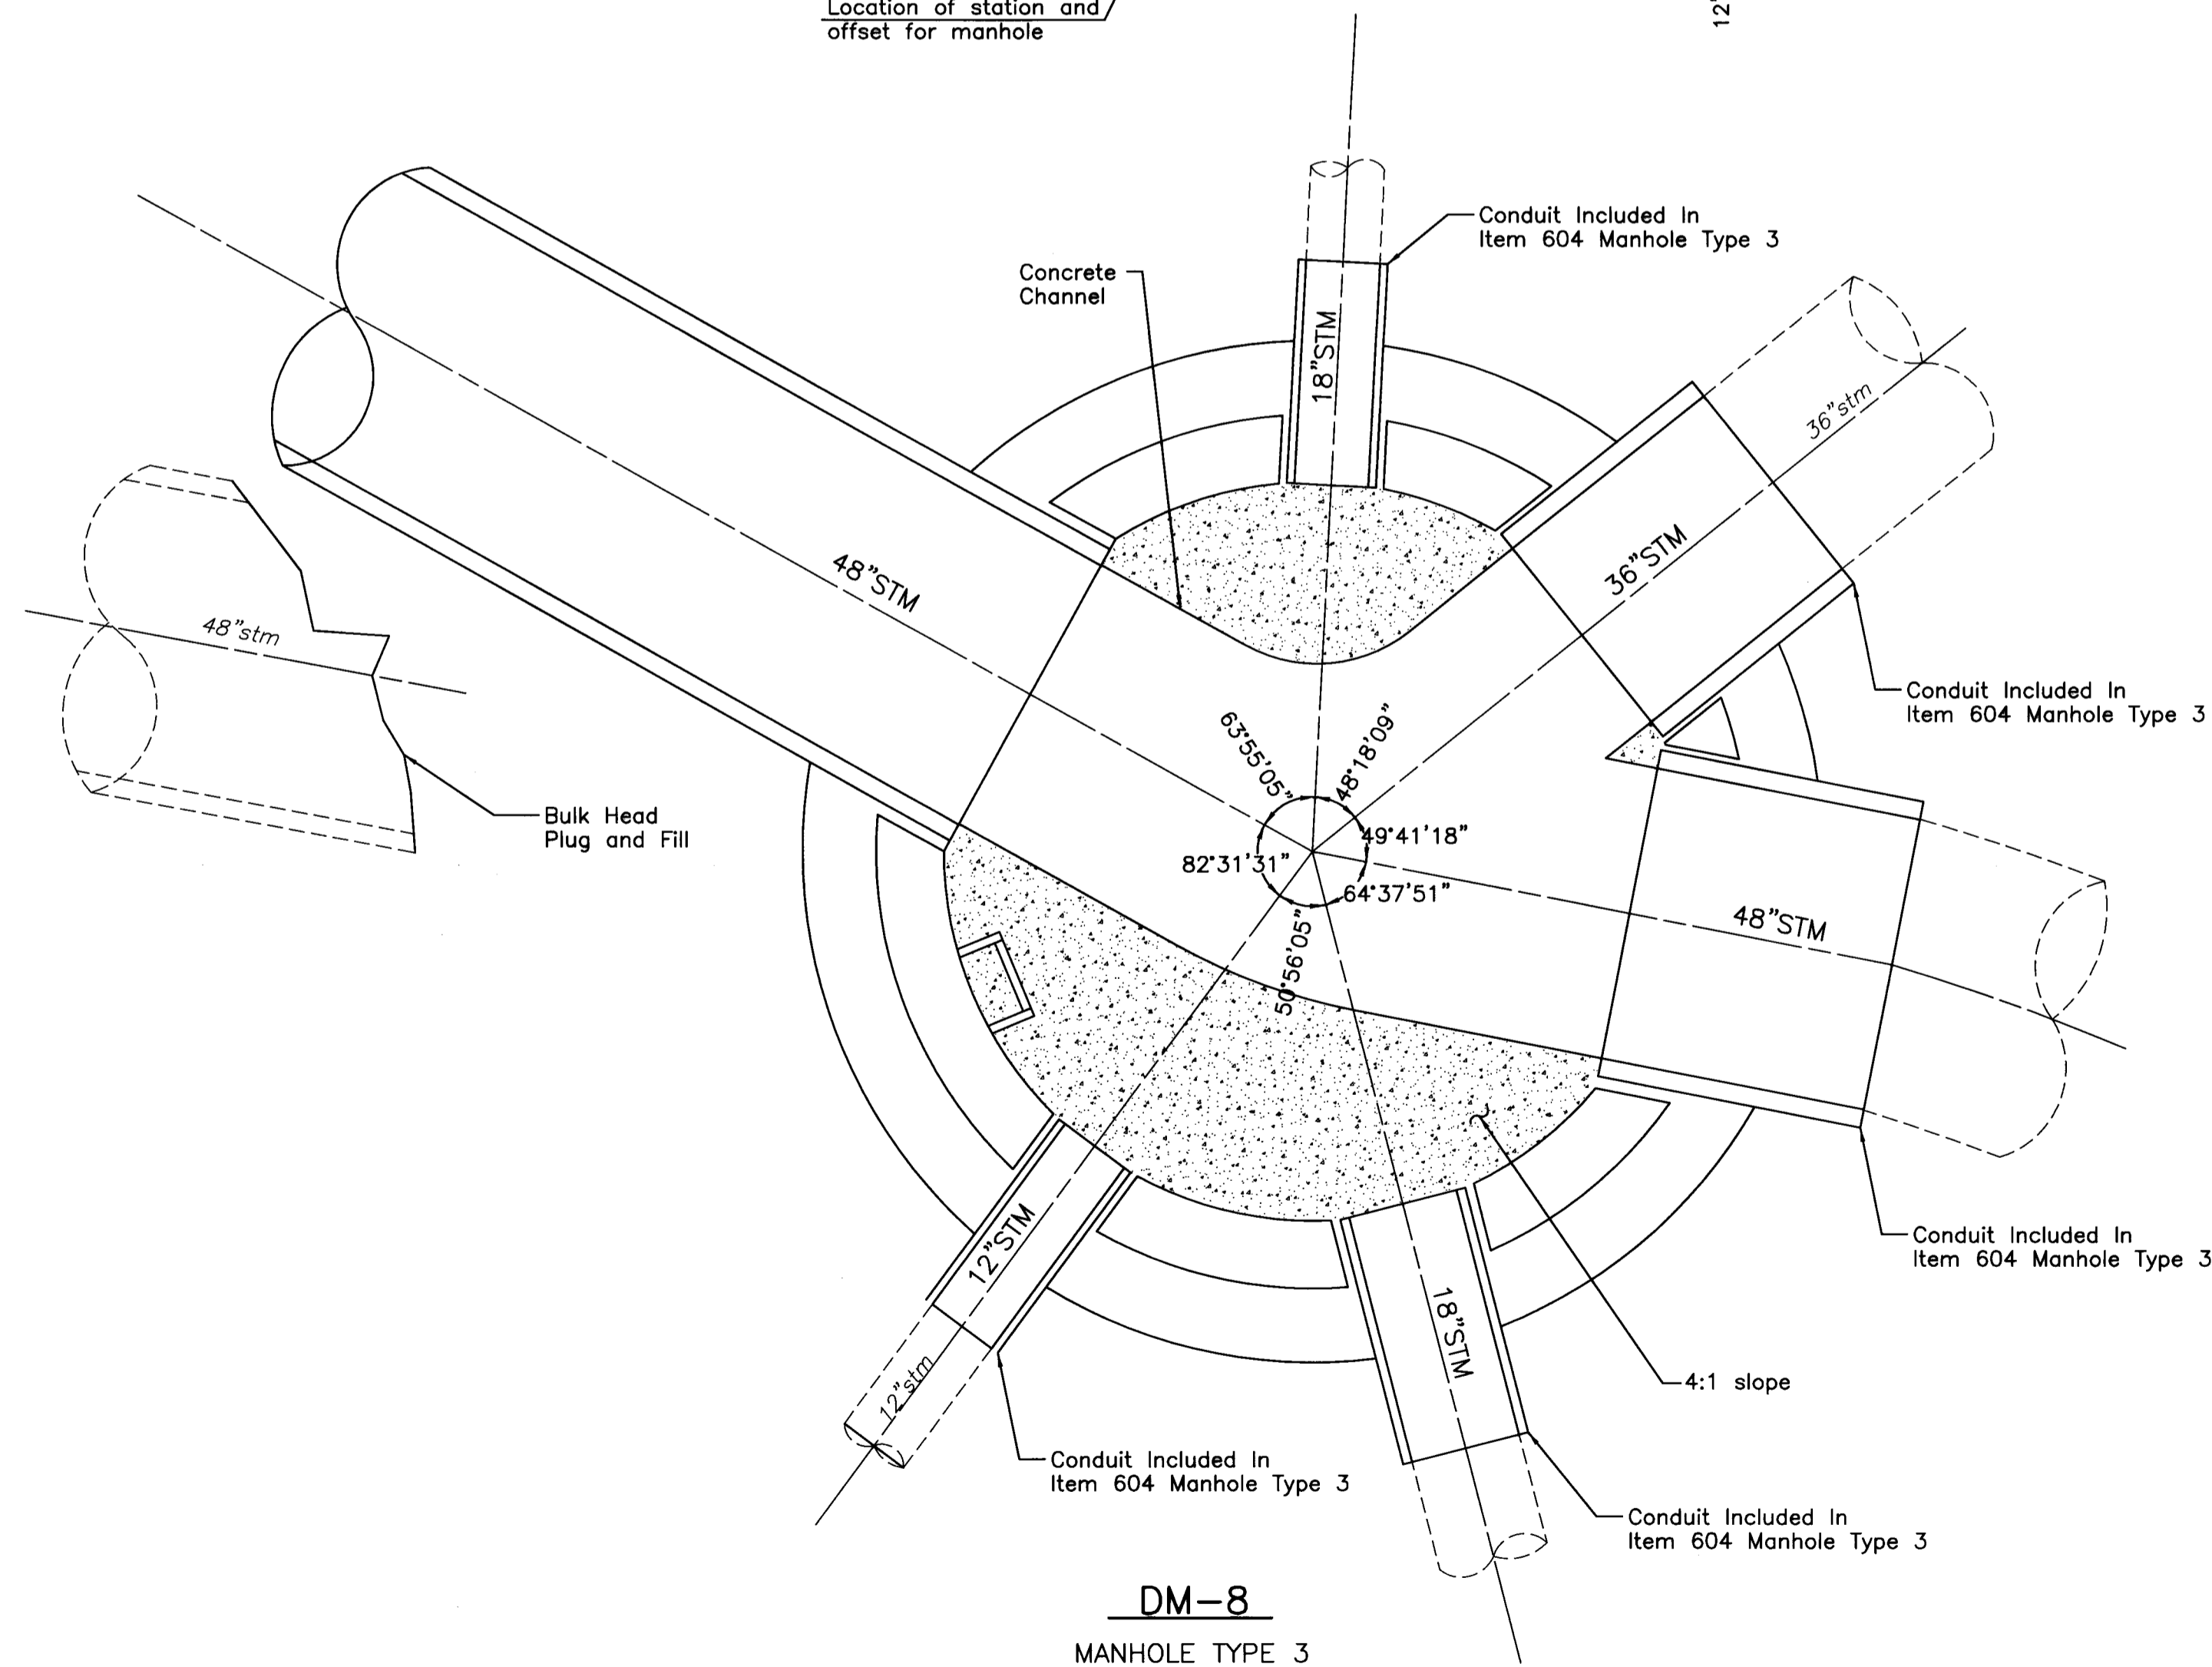 Location of station and
offset for manhole
12"
Conduit Included In
Item 604 Manhole Type 3
Concrete
Channel
18"STM
36"stm
36"STM
48"STM
48"stm
Conduit Included In
Item 604 Manhole Type 3
63°55'05"
48°18'09"
49°41'18"
82°31'31"
64°37'51"
50°56'05"
Bulk Head
Plug and Fill
48"STM
Conduit Included In
Item 604 Manhole Type 3
12"STM
18"STM
12"stm
4:1 slope
Conduit Included In
Item 604 Manhole Type 3
Conduit Included In
Item 604 Manhole Type 3
DM-8
MANHOLE TYPE 3